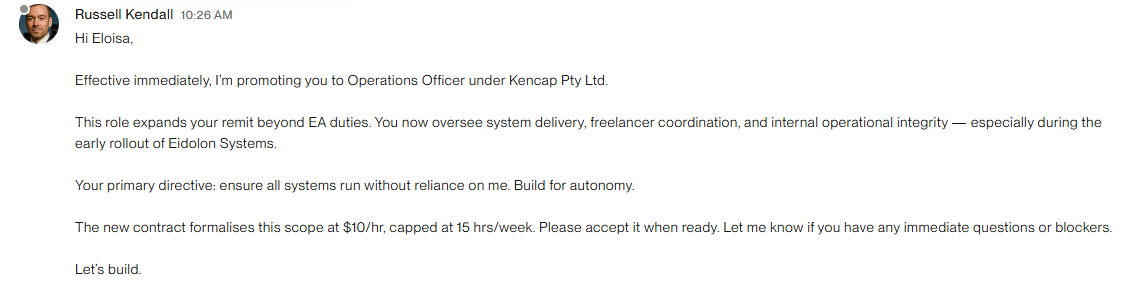 Russell Kendall 10:26 AM
Hi Eloisa,
Effective immediately, I'm promoting you to Operations Officer under Kencap Pty Ltd.
This role expands your remit beyond EA duties. You now oversee system delivery, freelancer coordination, and internal operational integrity — especially during the
early rollout of Eidolon Systems.
Your primary directive: ensure all systems run without reliance on me. Build for autonomy.
The new contract formalises this scope at $10/hr, capped at 15 hrs/week. Please accept it when ready. Let me know if you have any immediate questions or blockers.
Let's build.